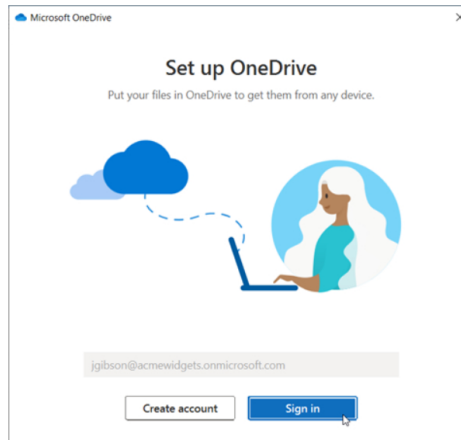 Microsoft OneDrive
Set up OneDrive
Put your files in OneDrive to get them from any device.
jgibson@acmewidgets.onmicrosoft.com
Create account
Sign in